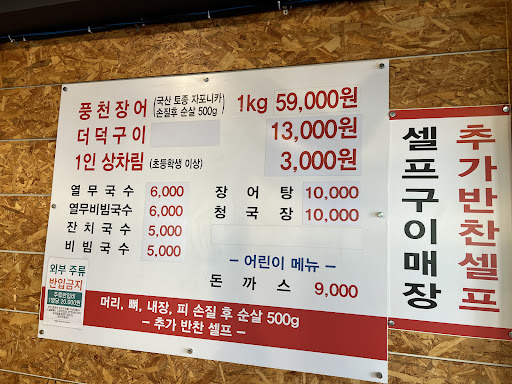 풍천장어 (국산 토종 자포니카 손질후 순살 500g) 1kg 59,000원
더덕구이 13,000원
1인 상차림 (초등학생 이상) 3,000원
열무국수 6,000
열무비빔국수 6,000
잔치국수 5,000
비빔국수 5,000
장어탕 10,000
청국장 10,000
– 어린이 메뉴 –
돈까스 9,000
외부 주류
반입금지
머리, 뼈, 내장, 피 손질 후 순살 500g
– 추가 반찬 셀프 –
추가반찬셀프
셀프구이매장